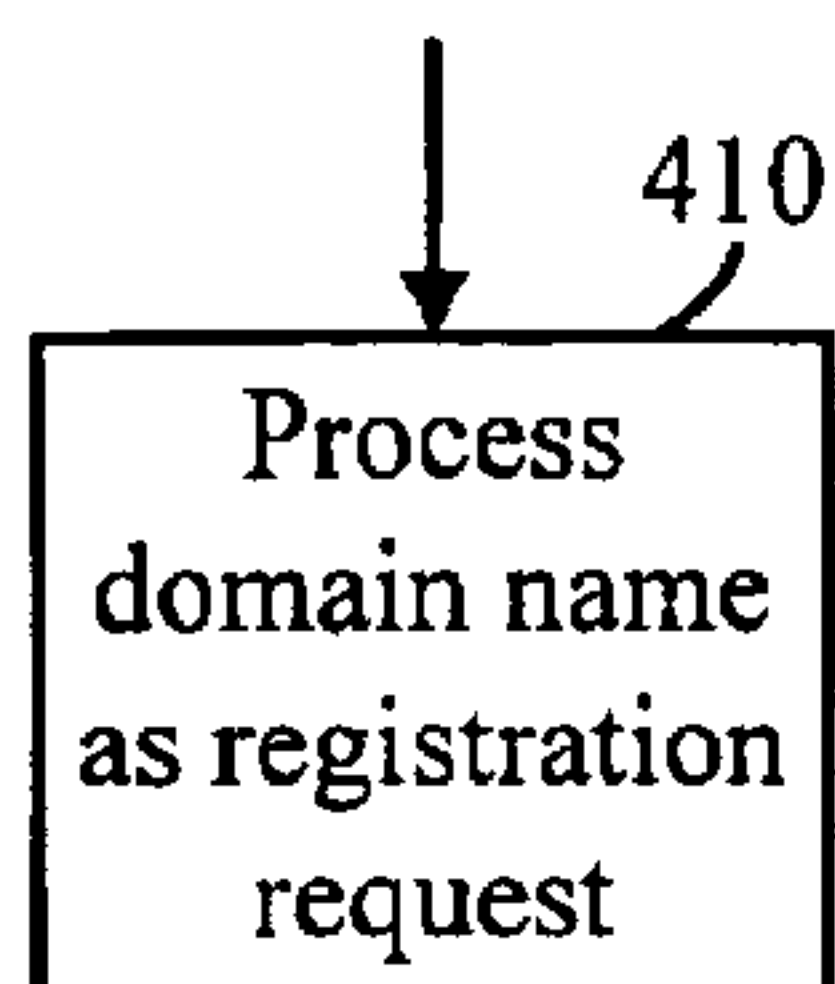 410
Process
domain name
as registration
request